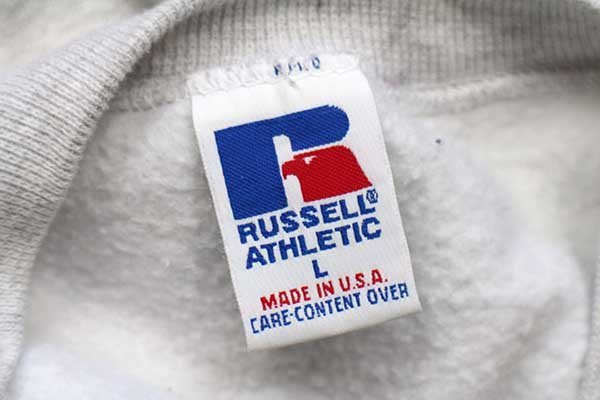 RUSSELL®
ATHLETIC
L
MADE IN U.S.A.
CARE-CONTENT OVER